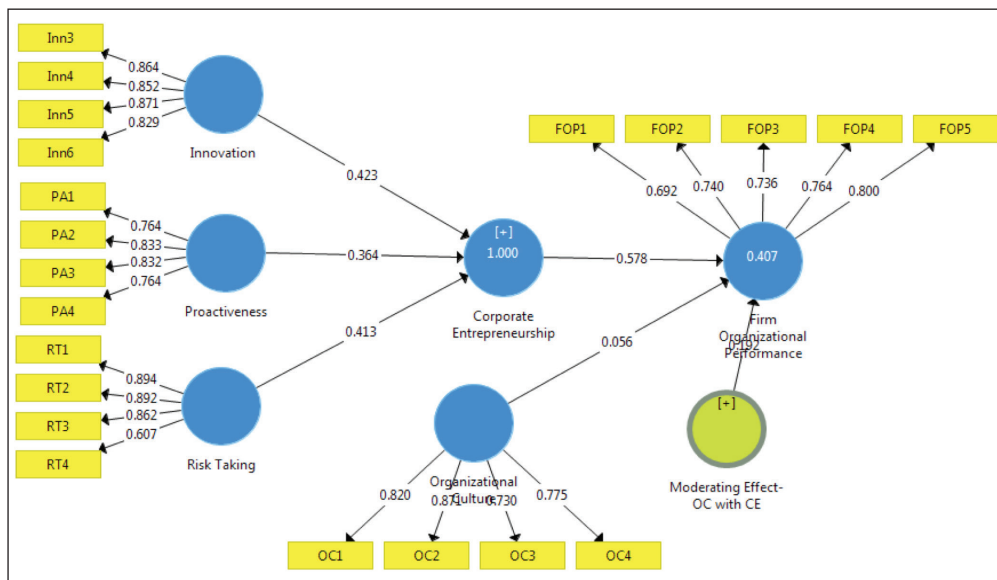 Inn3
Inn4
Inn5
Inn6
0.864
0.852
0.871
0.829
Innovation
PA1
PA2
PA3
PA4
0.764
0.833
0.832
0.764
Proactiveness
RT1
RT2
RT3
RT4
0.894
0.892
0.862
0.607
Risk Taking
0.423
0.364
0.413
[+]
1.000
Corporate
Entrepreneurship
0.578
0.056
FOP1
FOP2
FOP3
FOP4
FOP5
0.692
0.740
0.736
0.764
0.800
0.407
Firm
Organizational
Performance
0.192
[+]
Moderating Effect-
OC with CE
Organizational
Culture
0.820
0.871
0.730
0.775
OC1
OC2
OC3
OC4